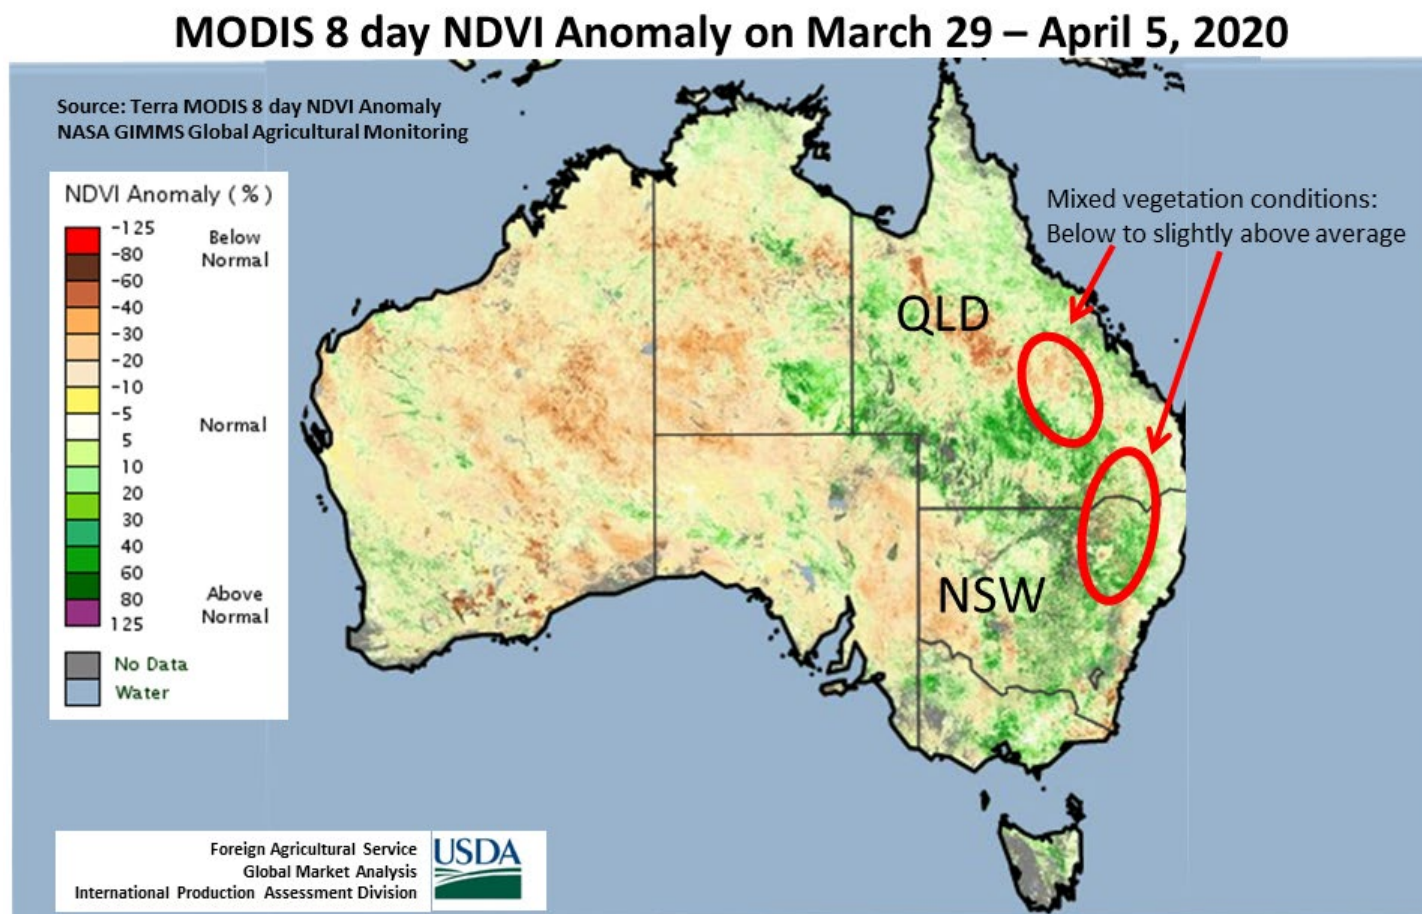 MODIS 8 day NDVI Anomaly on March 29 – April 5, 2020
Source: Terra MODIS 8 day NDVI Anomaly
NASA GIMMS Global Agricultural Monitoring
NDVI Anomaly (%)
-125
Below
Normal
-80
-60
-40
-30
-20
-10
-5
Normal
5
10
20
30
40
60
80
Above
Normal
125
No Data
Water
Mixed vegetation conditions:
Below to slightly above average
QLD
NSW
Foreign Agricultural Service
Global Market Analysis
International Production Assessment Division
USDA